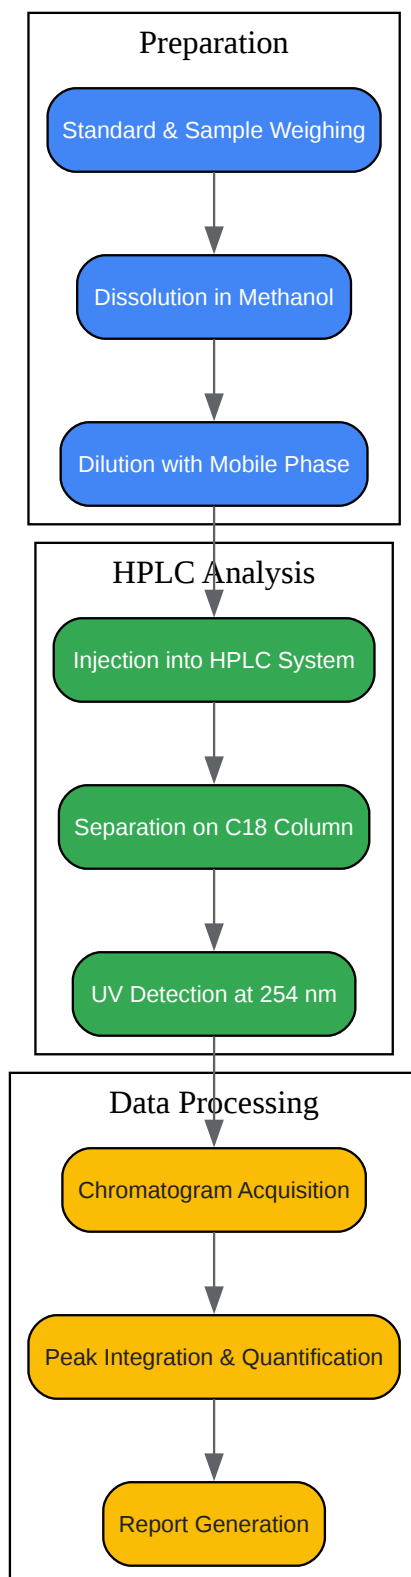 Preparation
Standard & Sample Weighing
Dissolution in Methanol
Dilution with Mobile Phase
HPLC Analysis
Injection into HPLC System
Separation on C18 Column
UV Detection at 254 nm
Data Processing
Chromatogram Acquisition
Peak Integration & Quantification
Report Generation